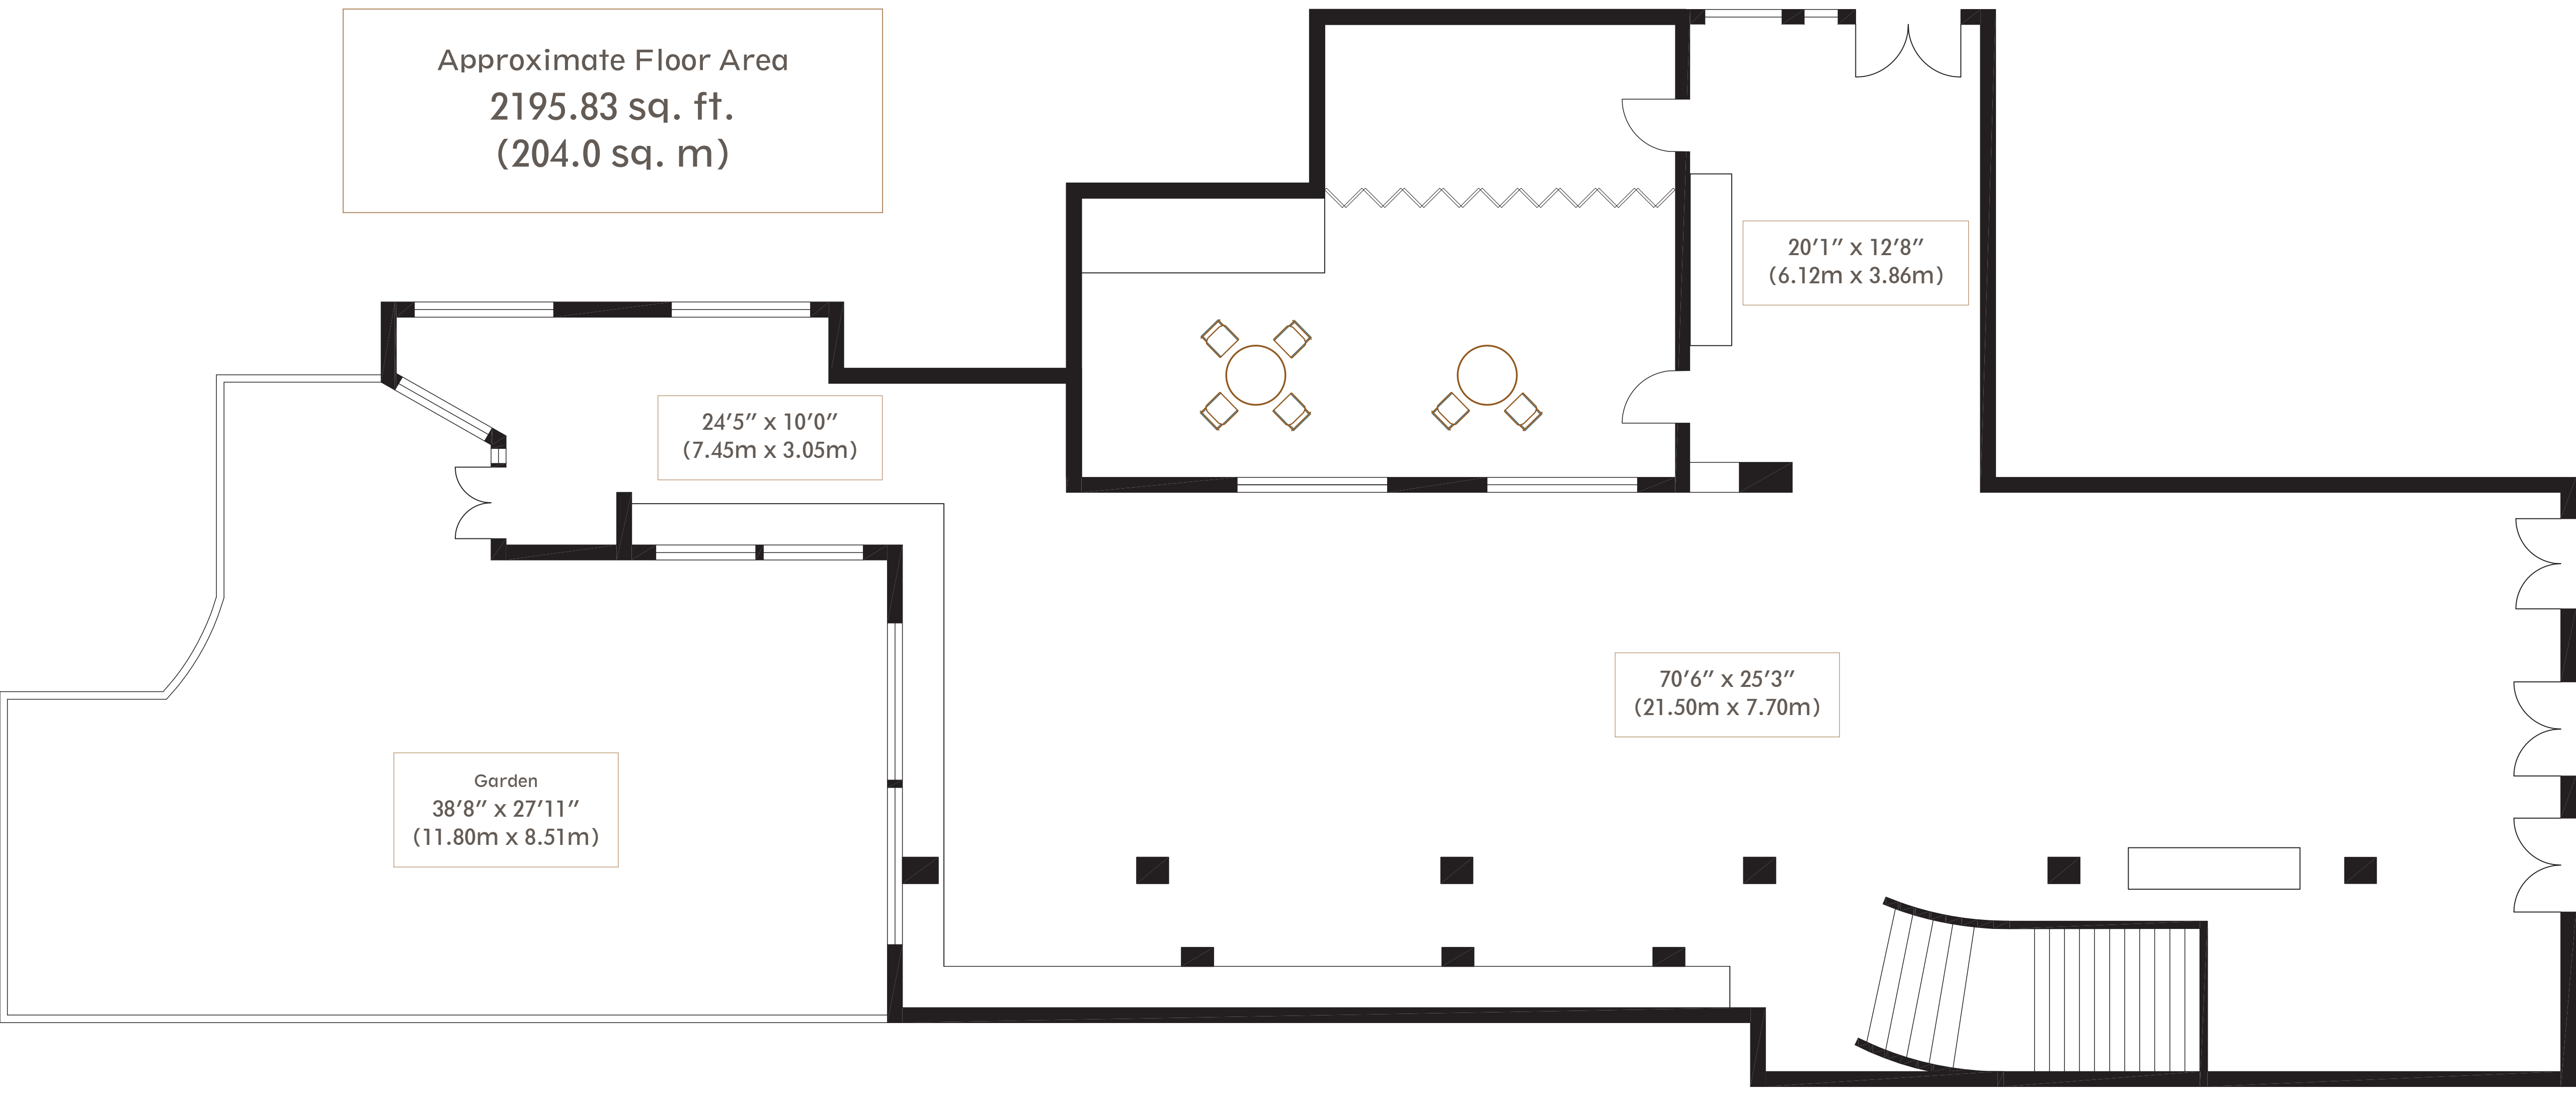 Approximate Floor Area
2195.83 sq. ft.
(204.0 sq. m)
20′1″ x 12′8″
(6.12m x 3.86m)
24′5″ x 10′0″
(7.45m x 3.05m)
70′6″ x 25′3″
(21.50m x 7.70m)
Garden
38′8″ x 27′11″
(11.80m x 8.51m)